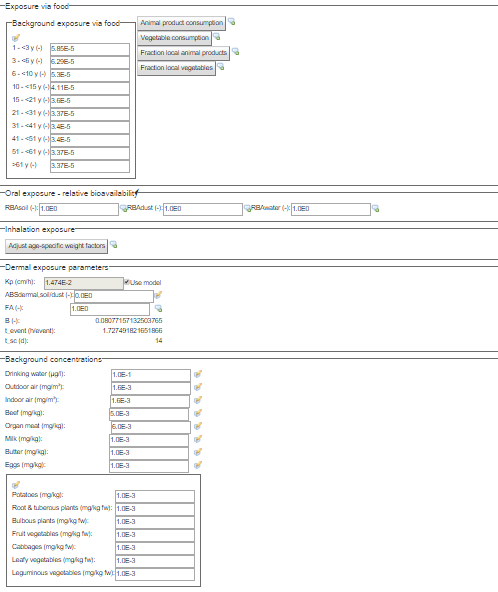 Exposure via food
Background exposure via food
1 - <3 y (-) 5.85E-5
3 - <6 y (-) 6.29E-5
6 - <10 y (-) 5.3E-5
10 - <15 y (-) 4.11E-5
15 - <21 y (-) 3.6E-5
21 - <31 y (-) 3.37E-5
31 - <41 y (-) 3.4E-5
41 - <51 y (-) 3.4E-5
51 - <61 y (-) 3.37E-5
>61 y (-) 3.37E-5
Animal product consumption
Vegetable consumption
Fraction local animal products
Fraction local vegetables
Oral exposure - relative bioavailability
RBAsoil (-): 1.0E0 RBAdust (-): 1.0E0 RBAwater (-): 1.0E0
Inhalation exposure
Adjust age-specific weight factors
Dermal exposure parameters
Kp (cm/h): 1.474E-2 Use model
ABSdermal,soil/dust (-): 0.0E0
FA (-): 1.0E0
B (-): 0.08077157132503765
t_event (h/event): 1.727491821651866
t_sc (d): 14
Background concentrations
Drinking water (µg/l): 1.0E-1
Outdoor air (mg/m³): 1.6E-3
Indoor air (mg/m³): 1.6E-3
Beef (mg/kg): 5.0E-3
Organ meat (mg/kg): 6.0E-3
Milk (mg/kg): 1.0E-3
Butter (mg/kg): 1.0E-3
Eggs (mg/kg): 1.0E-3
Potatoes (mg/kg): 1.0E-3
Root & tuberous plants (mg/kg fw): 1.0E-3
Bulbous plants (mg/kg fw): 1.0E-3
Fruit vegetables (mg/kg fw): 1.0E-3
Cabbages (mg/kg fw): 1.0E-3
Leafy vegetables (mg/kg fw): 1.0E-3
Leguminous vegetables (mg/kg fw): 1.0E-3